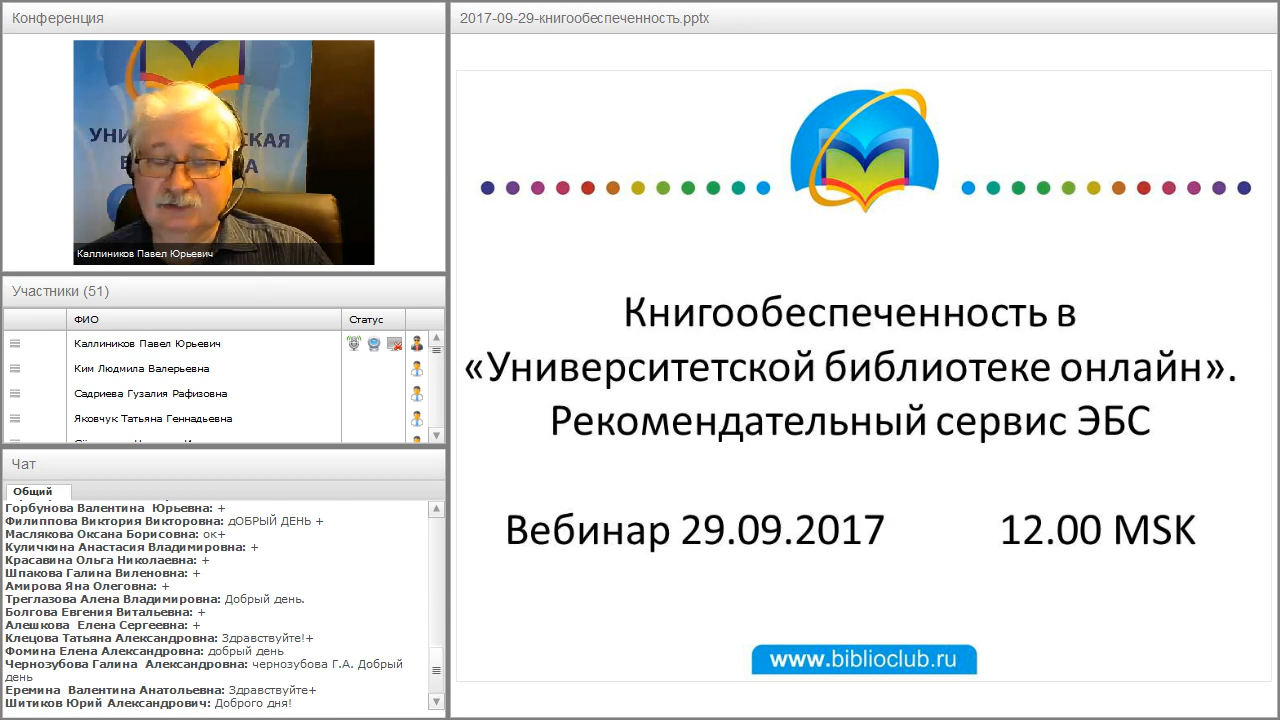 Конференция
УНИ
СКАЯ
Каллиников Павел Юрьевич
Участники (51)
ФИО
Статус
Каллиников Павел Юрьевич
Ким Людмила Валерьевна
Садриева Гузалия Рафизовна
Яковчук Татьяна Геннадьевна
Чат
Общий
Горбунова Валентина Юрьевна: +
Филиппова Виктория Викторовна: дОБРЫЙ ДЕНЬ +
Маслякова Оксана Борисовна: ок+
Куличкина Анастасия Владимировна: +
Красавина Ольга Николаевна: +
Шпакова Галина Виленовна: +
Амирова Яна Олеговна: +
Треглазова Алена Владимировна: Добрый день.
Болгова Евгения Витальевна: +
Алешкова Елена Сергеевна: +
Клецова Татьяна Александровна: Здравствуйте!+
Фомина Елена Александровна: добрый день
Чернозубова Галина Александровна: чернозубова Г.А. Добрый
день
Еремина Валентина Анатольевна: Здравствуйте+
Шитиков Юрий Александрович: Доброго дня!
2017-09-29-книгообеспеченность.pptx
Книгообеспеченность в
«Университетской библиотеке онлайн».
Рекомендательный сервис ЭБС
Вебинар 29.09.2017 12.00 MSK
www.biblioclub.ru